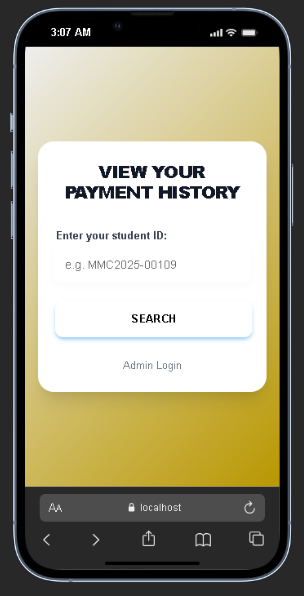 3:07 AM
VIEW YOUR
PAYMENT HISTORY
Enter your student ID:
e.g. MMC2025-00109
SEARCH
Admin Login
AA
localhost